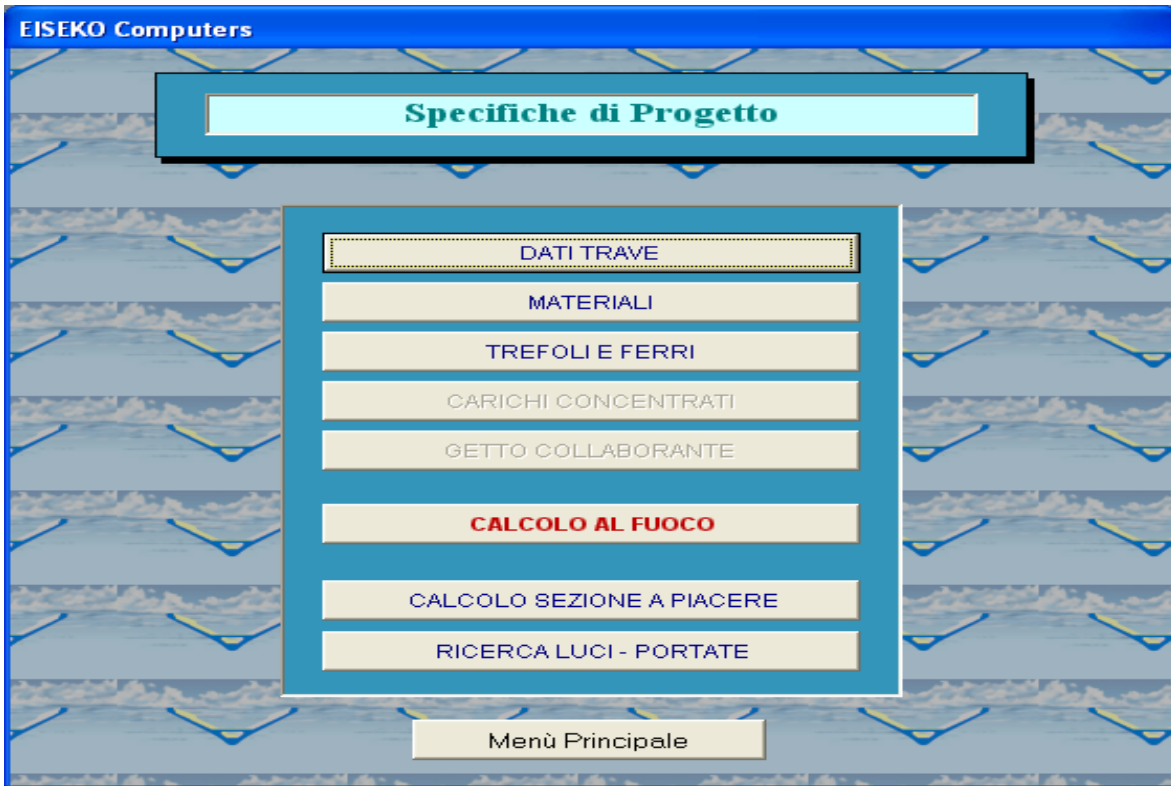 EISEKO Computers
Specifiche di Progetto
DATI TRAVE
MATERIALI
TREFOLI E FERRI
CARICHI CONCENTRATI
GETTO COLLABORANTE
CALCOLO AL FUOCO
CALCOLO SEZIONE A PIACERE
RICERCA LUCI - PORTATE
Menù Principale